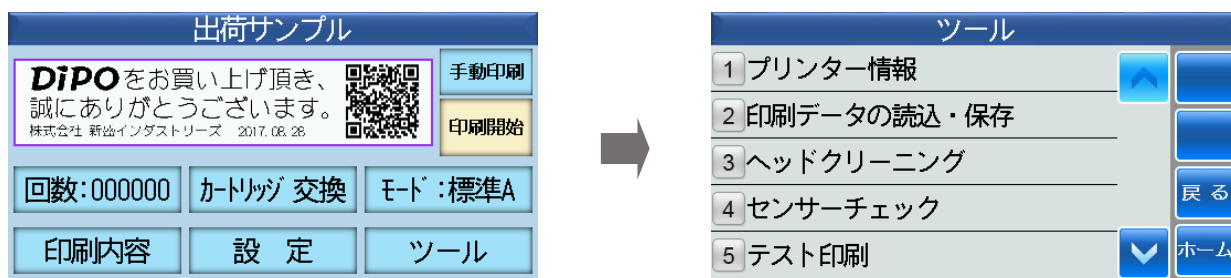 出荷サンプル
DiPOをお買い上げ頂き、
誠にありがとうございます。
株式会社 新盛インダストリーズ 2017.08.28
手動印刷
印刷開始
回数:000000
ｶｰﾄﾘｯｼﾞ 交換
ﾓｰﾄﾞ:標準A
印刷内容
設 定
ツール
ツール
1 プリンター情報
2 印刷データの読込・保存
3 ヘッドクリーニング
4 センサーチェック
5 テスト印刷
戻 る
ホーム